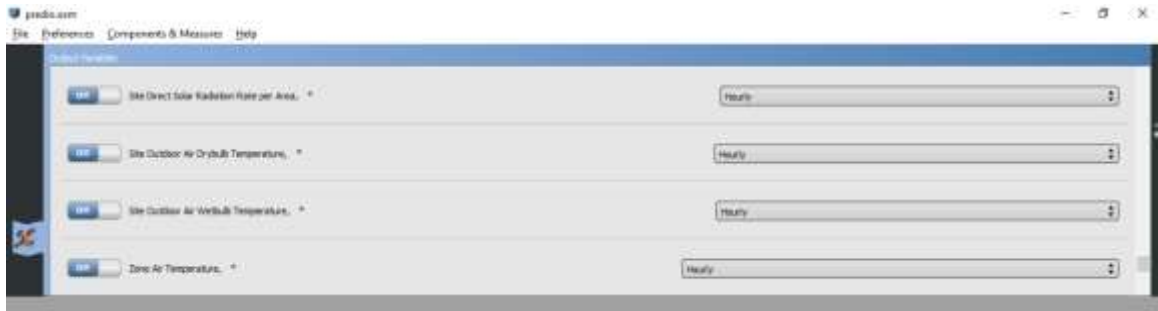 predio.osm
File Preferences Components & Measures Help
Output Variables
Site Direct Solar Radiation Rate per Area, *
Hourly
Site Outdoor Air Drybulb Temperature, *
Hourly
Site Outdoor Air Wetbulb Temperature, *
Hourly
Zone Air Temperature, *
Hourly